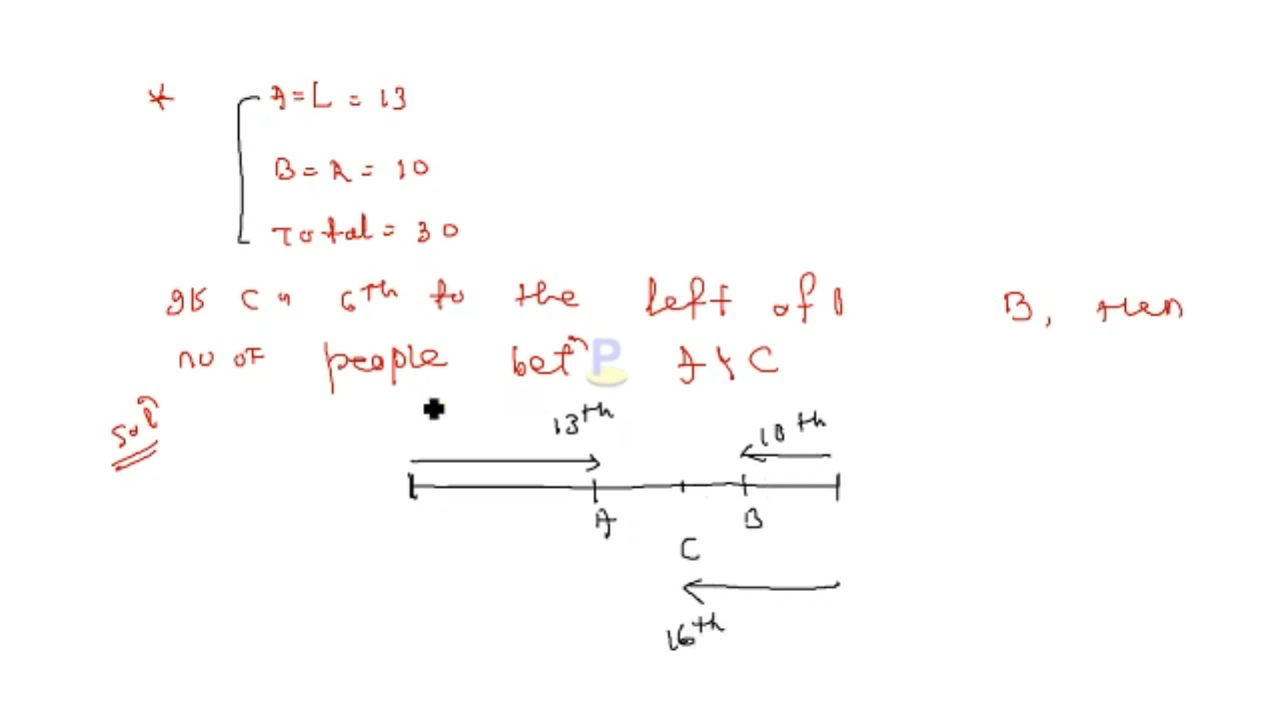 * A = L = 13
B = R = 10
Total = 30
If C is 6th to the left of B, then
no of people betn A & C
P
Soln
13th 10th
A B
C
16th